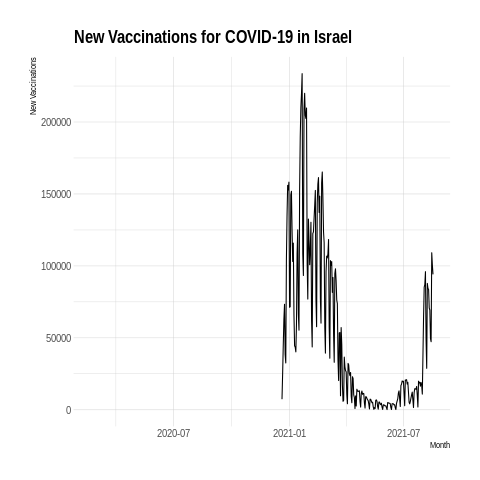 New Vaccinations for COVID-19 in Israel
New Vaccinations
200000
150000
100000
50000
0
2020-07 2021-01 2021-07
Month